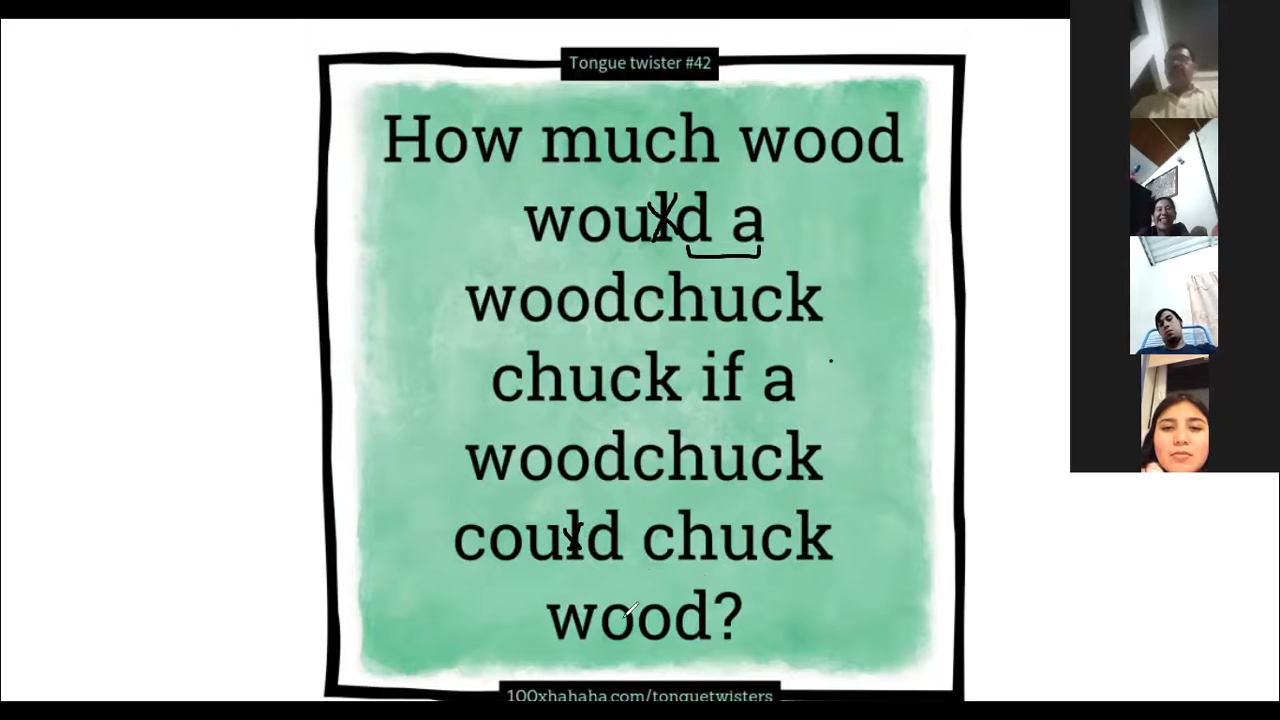 Tongue twister #42
How much wood
would a
woodchuck
chuck if a
woodchuck
could chuck
wood?
100xhahaha.com/tonguetwisters